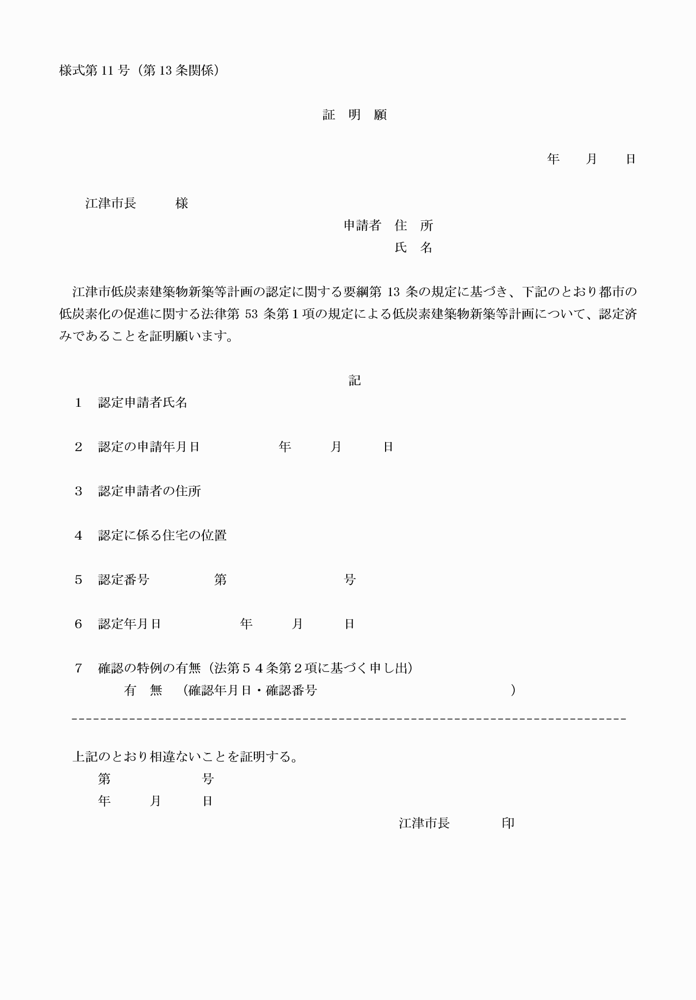 様式第 11 号（第 13 条関係）
証　明　願
年　　月　　日
江津市長　　　様
申請者　住　所
氏　名
江津市低炭素建築物新築等計画の認定に関する要綱第 13 条の規定に基づき、下記のとおり都市の
低炭素化の促進に関する法律第 53 条第１項の規定による低炭素建築物新築等計画について、認定済
みであることを証明願います。
記
１　認定申請者氏名
２　認定の申請年月日　　　　　　年　　　月　　　日
３　認定申請者の住所
４　認定に係る住宅の位置
５　認定番号　　　　　第　　　　　　　　　号
６　認定年月日　　　　　　年　　　月　　　日
７　確認の特例の有無（法第５４条第２項に基づく申し出）
有　無　（確認年月日・確認番号　　　　　　　　　　　　　　　）
上記のとおり相違ないことを証明する。
第　　　　　　　号
年　　　月　　　日
江津市長　　　　印